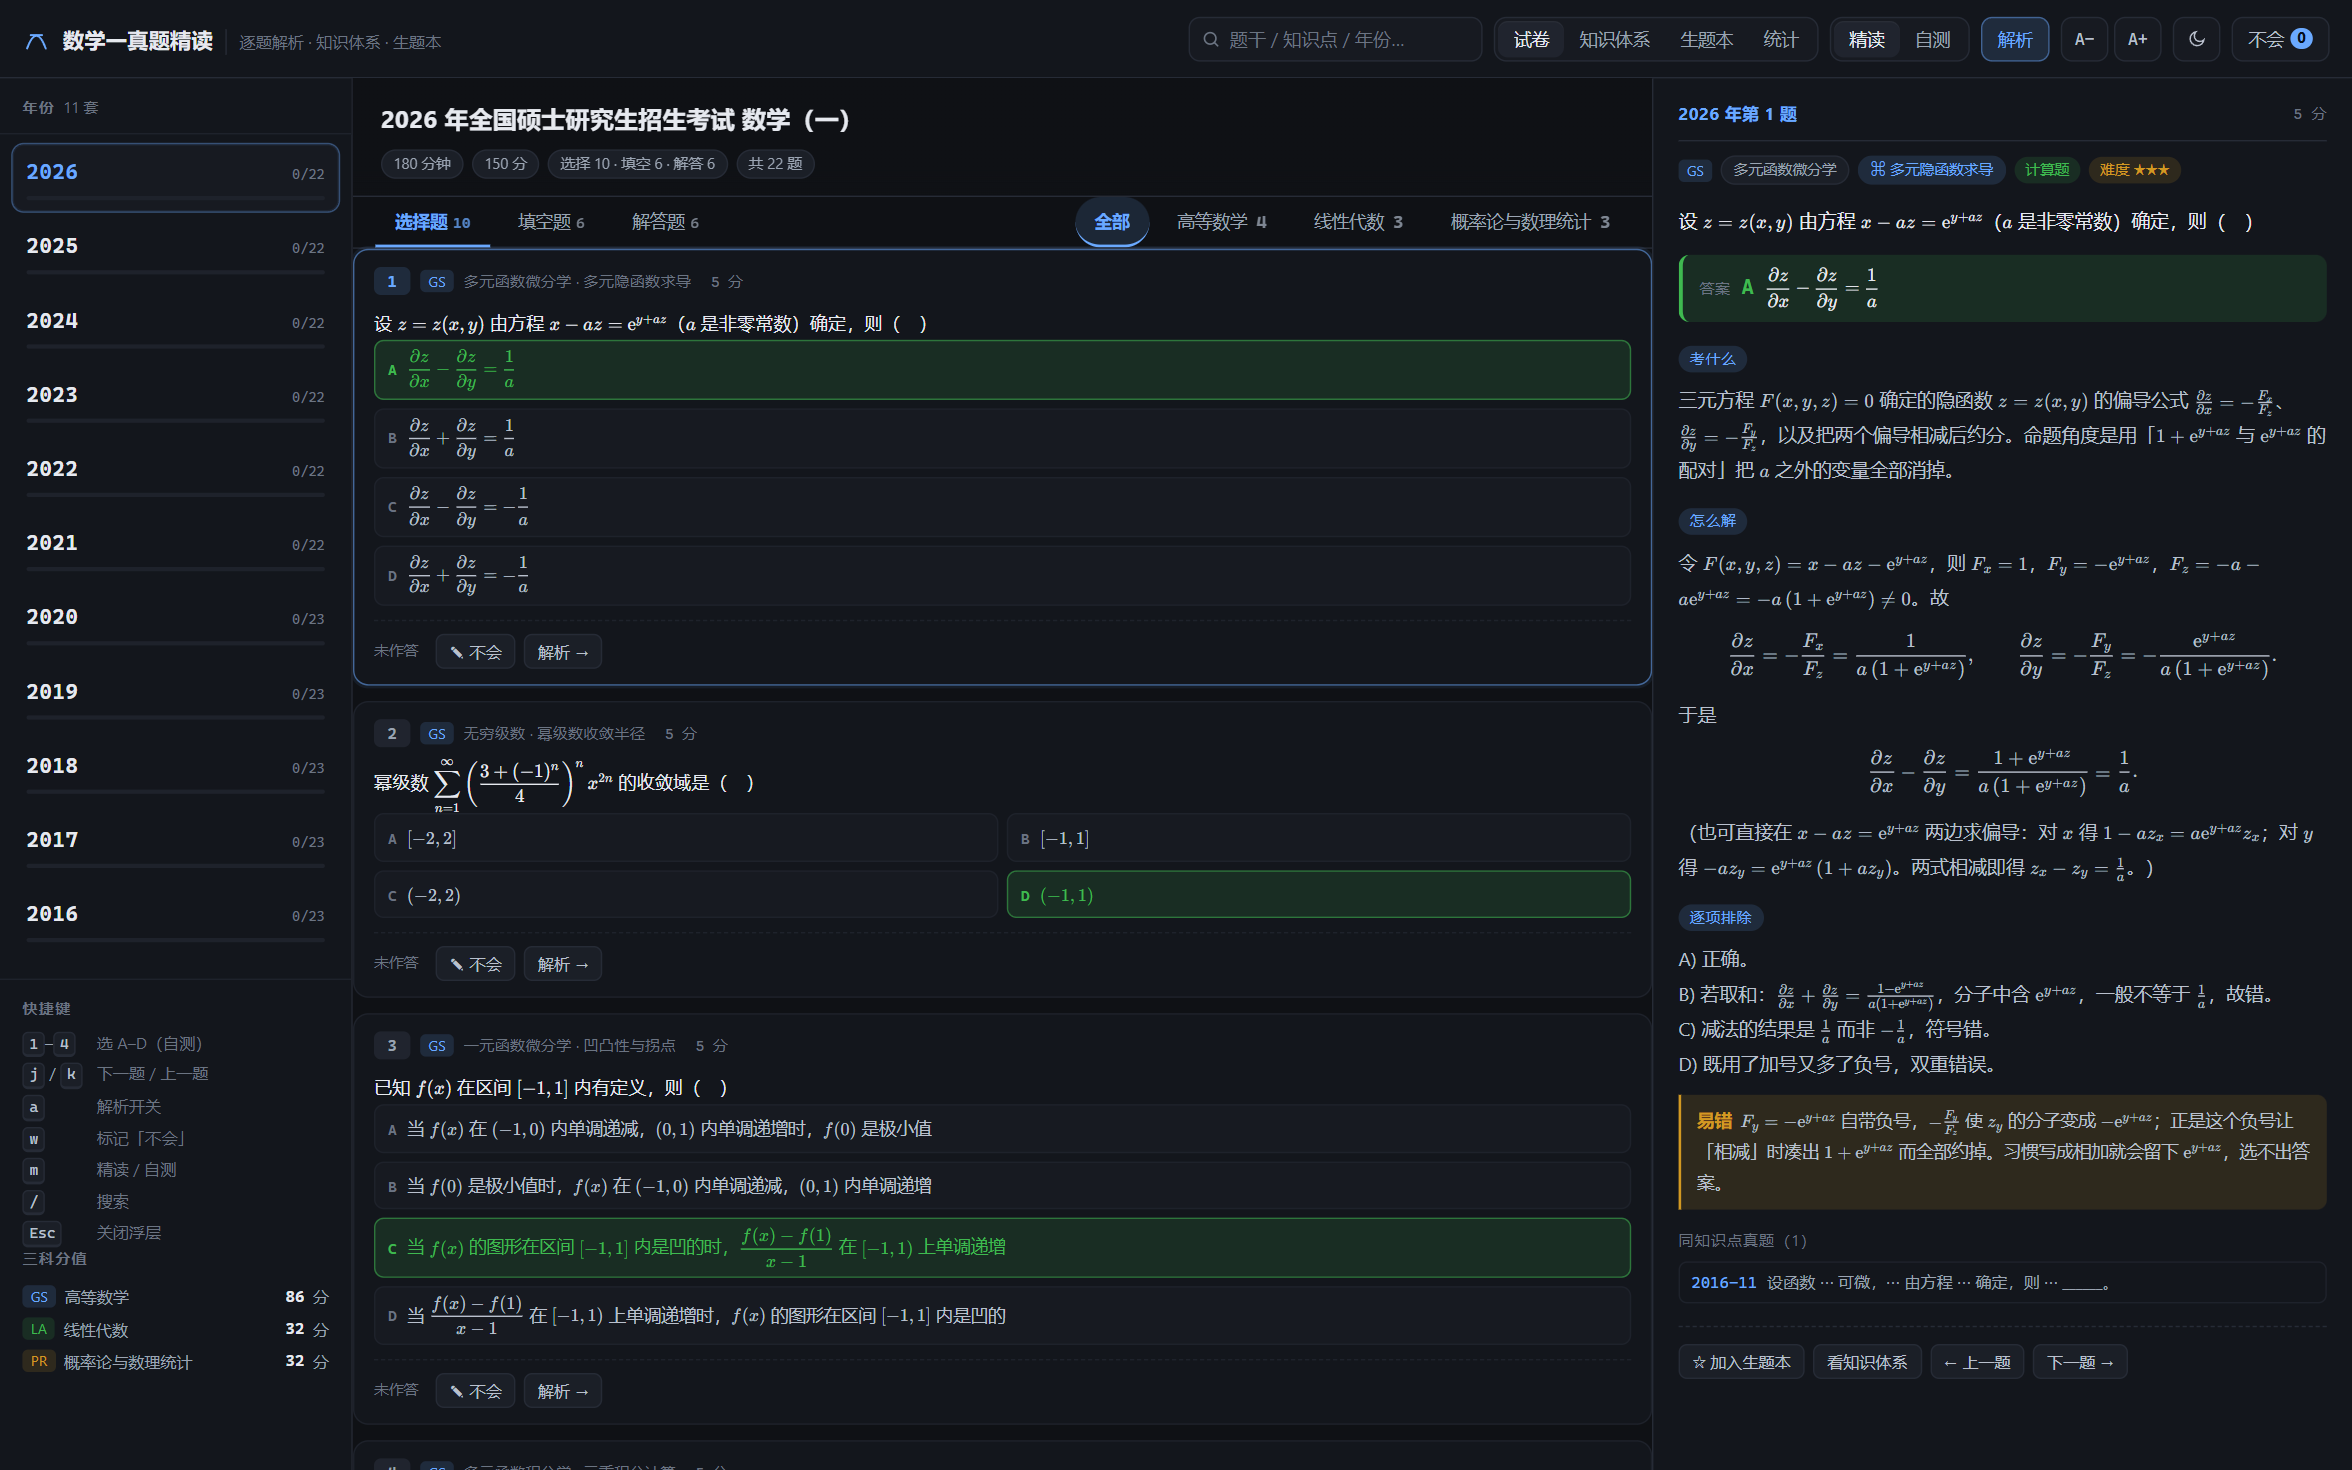 数学一真题精读 逐题解析 · 知识体系 · 生题本
题干 / 知识点 / 年份...
试卷 知识体系 生题本 统计
精读 自测
解析
A− A+
不会 0
年份 11 套
2026 0/22
2025 0/22
2024 0/22
2023 0/22
2022 0/22
2021 0/22
2020 0/23
2019 0/23
2018 0/23
2017 0/23
2016 0/23
快捷键
1 – 4 选 A–D（自测）
j / k 下一题 / 上一题
a 解析开关
w 标记「不会」
m 精读 / 自测
/ 搜索
Esc 关闭浮层
三科分值
GS 高等数学 86 分
LA 线性代数 32 分
PR 概率论与数理统计 32 分
2026 年全国硕士研究生招生考试 数学（一）
180 分钟 150 分 选择 10 · 填空 6 · 解答 6 共 22 题
选择题 10 填空题 6 解答题 6
全部 高等数学 4 线性代数 3 概率论与数理统计 3
1 GS 多元函数微分学 · 多元隐函数求导 5 分
设 z = z(x, y) 由方程 x − az = e^{y+az}（a 是非零常数）确定，则（ ）
A ∂z/∂x − ∂z/∂y = 1/a
B ∂z/∂x + ∂z/∂y = 1/a
C ∂z/∂x − ∂z/∂y = −1/a
D ∂z/∂x + ∂z/∂y = −1/a
未作答 ✎ 不会 解析 →
2 GS 无穷级数 · 幂级数收敛半径 5 分
幂级数 ∑_{n=1}^{∞} ((3 + (−1)^n)/4)^n x^{2n} 的收敛域是（ ）
A [−2, 2]
B [−1, 1]
C (−2, 2)
D (−1, 1)
未作答 ✎ 不会 解析 →
3 GS 一元函数微分学 · 凹凸性与拐点 5 分
已知 f(x) 在区间 [−1, 1] 内有定义，则（ ）
A 当 f(x) 在 (−1, 0) 内单调递减，(0, 1) 内单调递增时，f(0) 是极小值
B 当 f(0) 是极小值时，f(x) 在 (−1, 0) 内单调递减，(0, 1) 内单调递增
C 当 f(x) 的图形在区间 [−1, 1] 内是凹的时，(f(x) − f(1))/(x − 1) 在 [−1, 1) 上单调递增
D 当 (f(x) − f(1))/(x − 1) 在 [−1, 1) 上单调递增时，f(x) 的图形在区间 [−1, 1] 内是凹的
未作答 ✎ 不会 解析 →
2026 年第 1 题 5 分
GS 多元函数微分学 ⌘ 多元隐函数求导 计算题 难度 ★★★
设 z = z(x, y) 由方程 x − az = e^{y+az}（a 是非零常数）确定，则（ ）
答案 A ∂z/∂x − ∂z/∂y = 1/a
考什么
三元方程 F(x, y, z) = 0 确定的隐函数 z = z(x, y) 的偏导公式 ∂z/∂x = −F_x/F_z、
∂z/∂y = −F_y/F_z，以及把两个偏导相减后约分。命题角度是用「1 + e^{y+az} 与 e^{y+az} 的
配对」把 a 之外的变量全部消掉。
怎么解
令 F(x, y, z) = x − az − e^{y+az}，则 F_x = 1，F_y = −e^{y+az}，F_z = −a −
ae^{y+az} = −a (1 + e^{y+az}) ≠ 0。故
∂z/∂x = −F_x/F_z = 1/(a (1 + e^{y+az})), ∂z/∂y = −F_y/F_z = −e^{y+az}/(a (1 + e^{y+az})).
于是
∂z/∂x − ∂z/∂y = (1 + e^{y+az})/(a (1 + e^{y+az})) = 1/a.
（也可直接在 x − az = e^{y+az} 两边求偏导：对 x 得 1 − az_x = ae^{y+az}z_x；对 y
得 −az_y = e^{y+az} (1 + az_y)。两式相减即得 z_x − z_y = 1/a。）
逐项排除
A) 正确。
B) 若取和：∂z/∂x + ∂z/∂y = (1−e^{y+az})/(a(1+e^{y+az}))，分子中含 e^{y+az}，一般不等于 1/a，故错。
C) 减法的结果是 1/a 而非 −1/a，符号错。
D) 既用了加号又多了负号，双重错误。
易错 F_y = −e^{y+az} 自带负号，−F_y/F_z 使 z_y 的分子变成 −e^{y+az}；正是这个负号让
「相减」时凑出 1 + e^{y+az} 而全部约掉。习惯写成相加就会留下 e^{y+az}，选不出答
案。
同知识点真题（1）
2016-11 设函数 ··· 可微，··· 由方程 ··· 确定，则 ··· _____。
☆ 加入生题本 看知识体系 ← 上一题 下一题 →